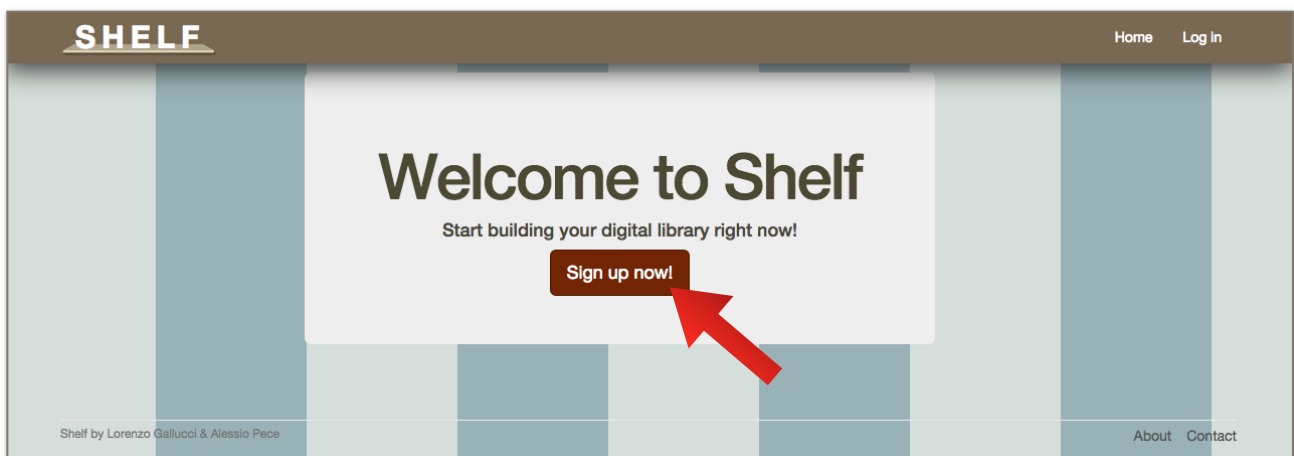 SHELF
Home Log in
Welcome to Shelf
Start building your digital library right now!
Sign up now!
Shelf by Lorenzo Gallucci & Alessio Pece
About Contact